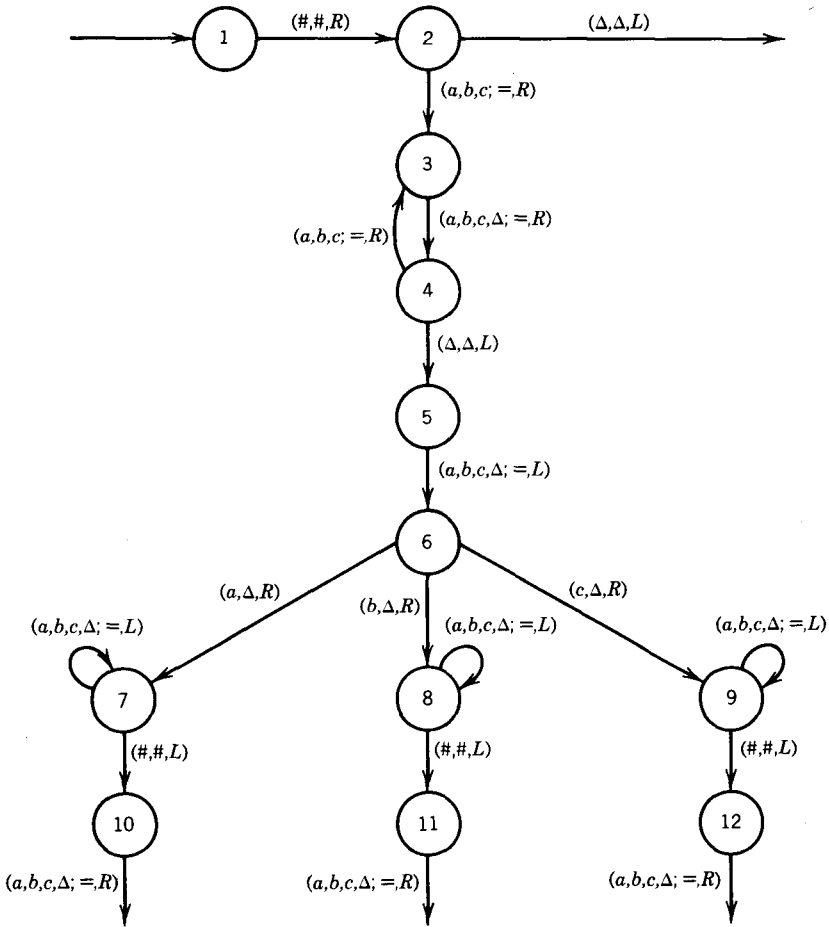 (#,#,R)
(Δ,Δ,L)
1
2
(a,b,c; =,R)
3
(a,b,c; =,R)
(a,b,c,Δ; =,R)
4
(Δ,Δ,L)
5
(a,b,c,Δ; =,L)
6
(a,Δ,R)
(b,Δ,R)
(c,Δ,R)
(a,b,c,Δ; =,L)
(a,b,c,Δ; =,L)
(a,b,c,Δ; =,L)
7
8
9
(#,#,L)
(#,#,L)
(#,#,L)
10
11
12
(a,b,c,Δ; =,R)
(a,b,c,Δ; =,R)
(a,b,c,Δ; =,R)